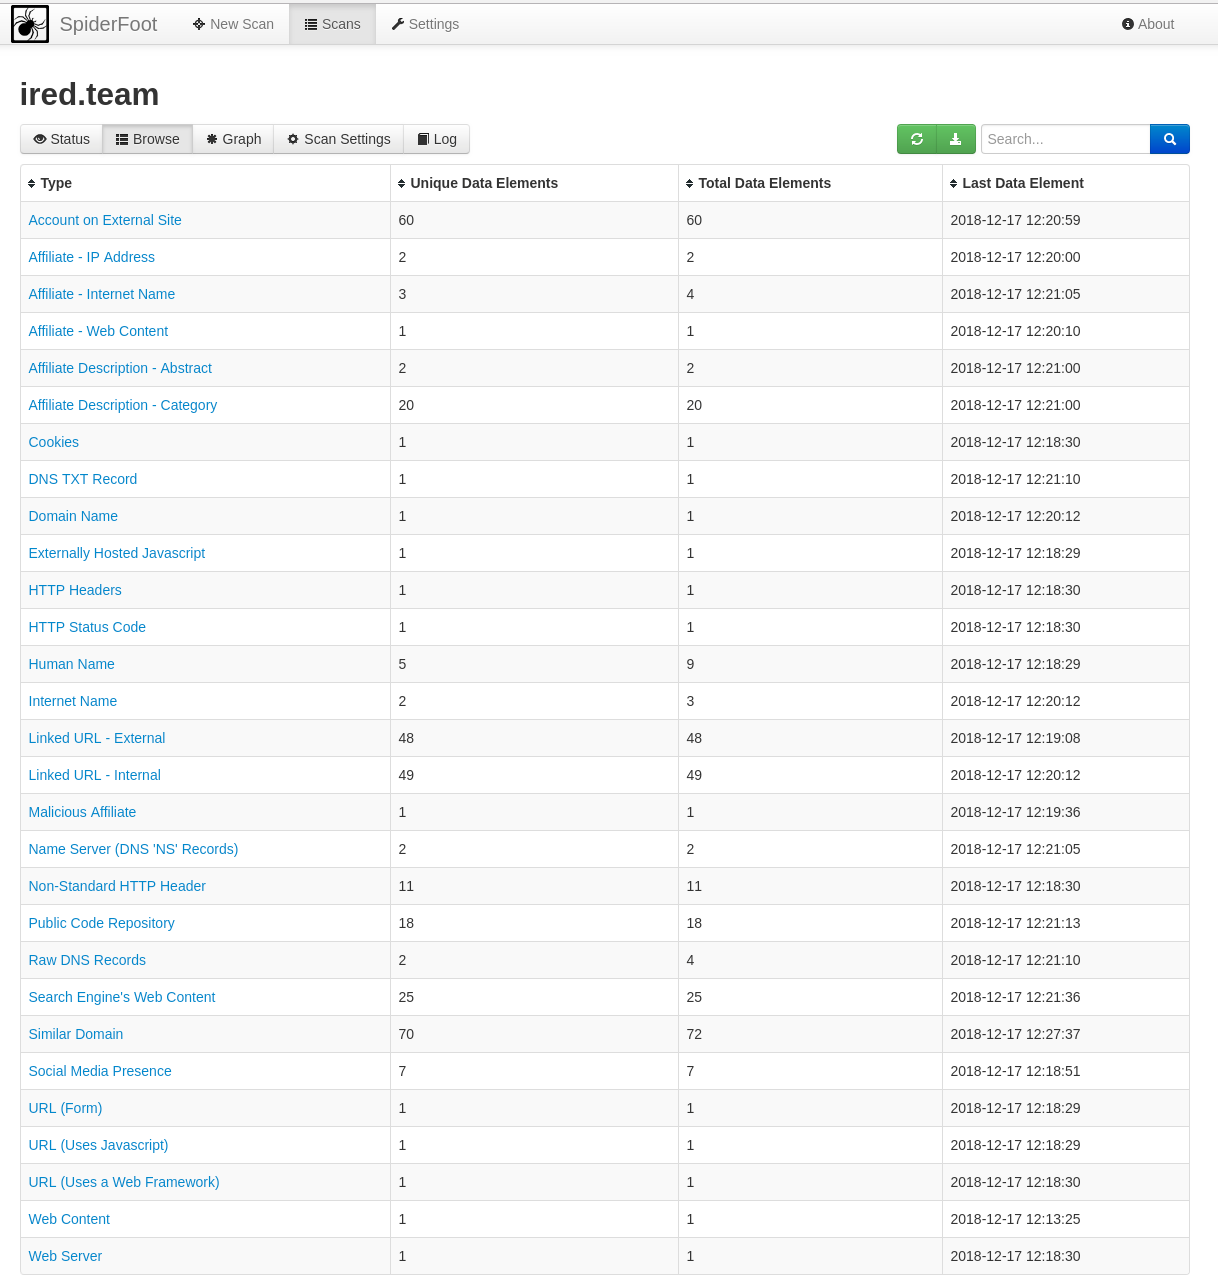 SpiderFoot New Scan Scans Settings About
ired.team
Status Browse Graph Scan Settings Log Search...
Type Unique Data Elements Total Data Elements Last Data Element
Account on External Site 60 60 2018-12-17 12:20:59
Affiliate - IP Address 2 2 2018-12-17 12:20:00
Affiliate - Internet Name 3 4 2018-12-17 12:21:05
Affiliate - Web Content 1 1 2018-12-17 12:20:10
Affiliate Description - Abstract 2 2 2018-12-17 12:21:00
Affiliate Description - Category 20 20 2018-12-17 12:21:00
Cookies 1 1 2018-12-17 12:18:30
DNS TXT Record 1 1 2018-12-17 12:21:10
Domain Name 1 1 2018-12-17 12:20:12
Externally Hosted Javascript 1 1 2018-12-17 12:18:29
HTTP Headers 1 1 2018-12-17 12:18:30
HTTP Status Code 1 1 2018-12-17 12:18:30
Human Name 5 9 2018-12-17 12:18:29
Internet Name 2 3 2018-12-17 12:20:12
Linked URL - External 48 48 2018-12-17 12:19:08
Linked URL - Internal 49 49 2018-12-17 12:20:12
Malicious Affiliate 1 1 2018-12-17 12:19:36
Name Server (DNS 'NS' Records) 2 2 2018-12-17 12:21:05
Non-Standard HTTP Header 11 11 2018-12-17 12:18:30
Public Code Repository 18 18 2018-12-17 12:21:13
Raw DNS Records 2 4 2018-12-17 12:21:10
Search Engine's Web Content 25 25 2018-12-17 12:21:36
Similar Domain 70 72 2018-12-17 12:27:37
Social Media Presence 7 7 2018-12-17 12:18:51
URL (Form) 1 1 2018-12-17 12:18:29
URL (Uses Javascript) 1 1 2018-12-17 12:18:29
URL (Uses a Web Framework) 1 1 2018-12-17 12:18:30
Web Content 1 1 2018-12-17 12:13:25
Web Server 1 1 2018-12-17 12:18:30